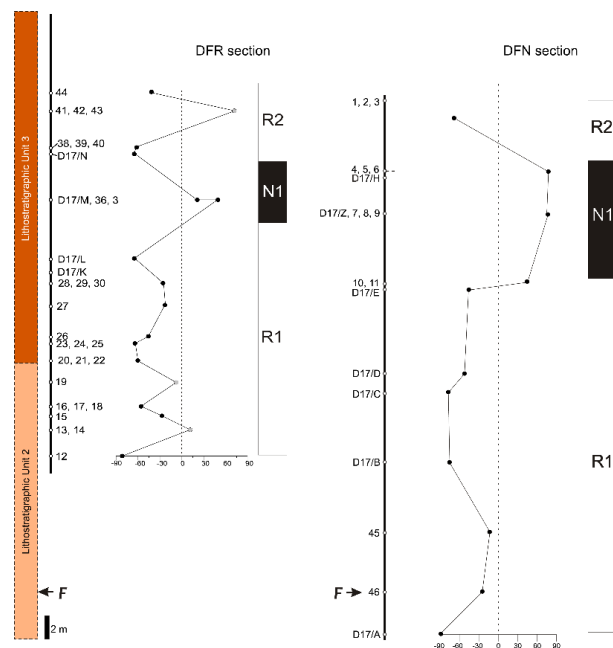 DFR section
DFN section
Lithostratigraphic Unit 3
Lithostratigraphic Unit 2
44
41, 42, 43
38, 39, 40
D17/N
D17/M, 36, 3
D17/L
D17/K
28, 29, 30
27
26
23, 24, 25
20, 21, 22
19
16, 17, 18
15
13, 14
12
-90 -60 -30 0 30 60 90
R2
N1
R1
F
2 m
1, 2, 3
4, 5, 6
D17/H
D17/Z, 7, 8, 9
10, 11
D17/E
D17/D
D17/C
D17/B
45
F
46
D17/A
-90 -60 -30 0 30 60 90
R2
N1
R1